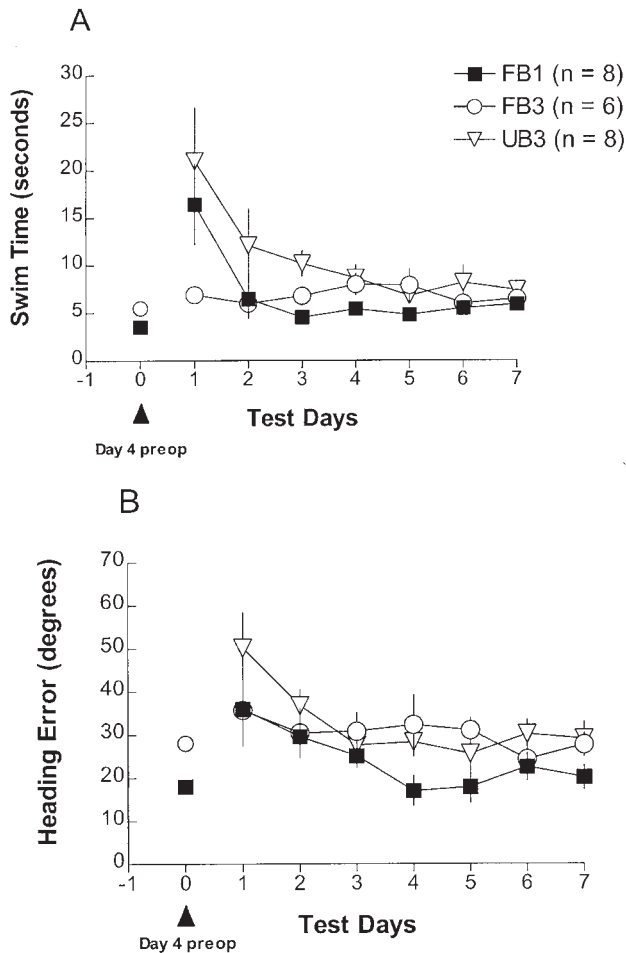 A
Swim Time (seconds)
30
25
20
15
10
5
0
-1 0 1 2 3 4 5 6 7
FB1 (n = 8)
FB3 (n = 6)
UB3 (n = 8)
Test Days
Day 4 preop
B
Heading Error (degrees)
70
60
50
40
30
20
10
0
-1 0 1 2 3 4 5 6 7
Test Days
Day 4 preop